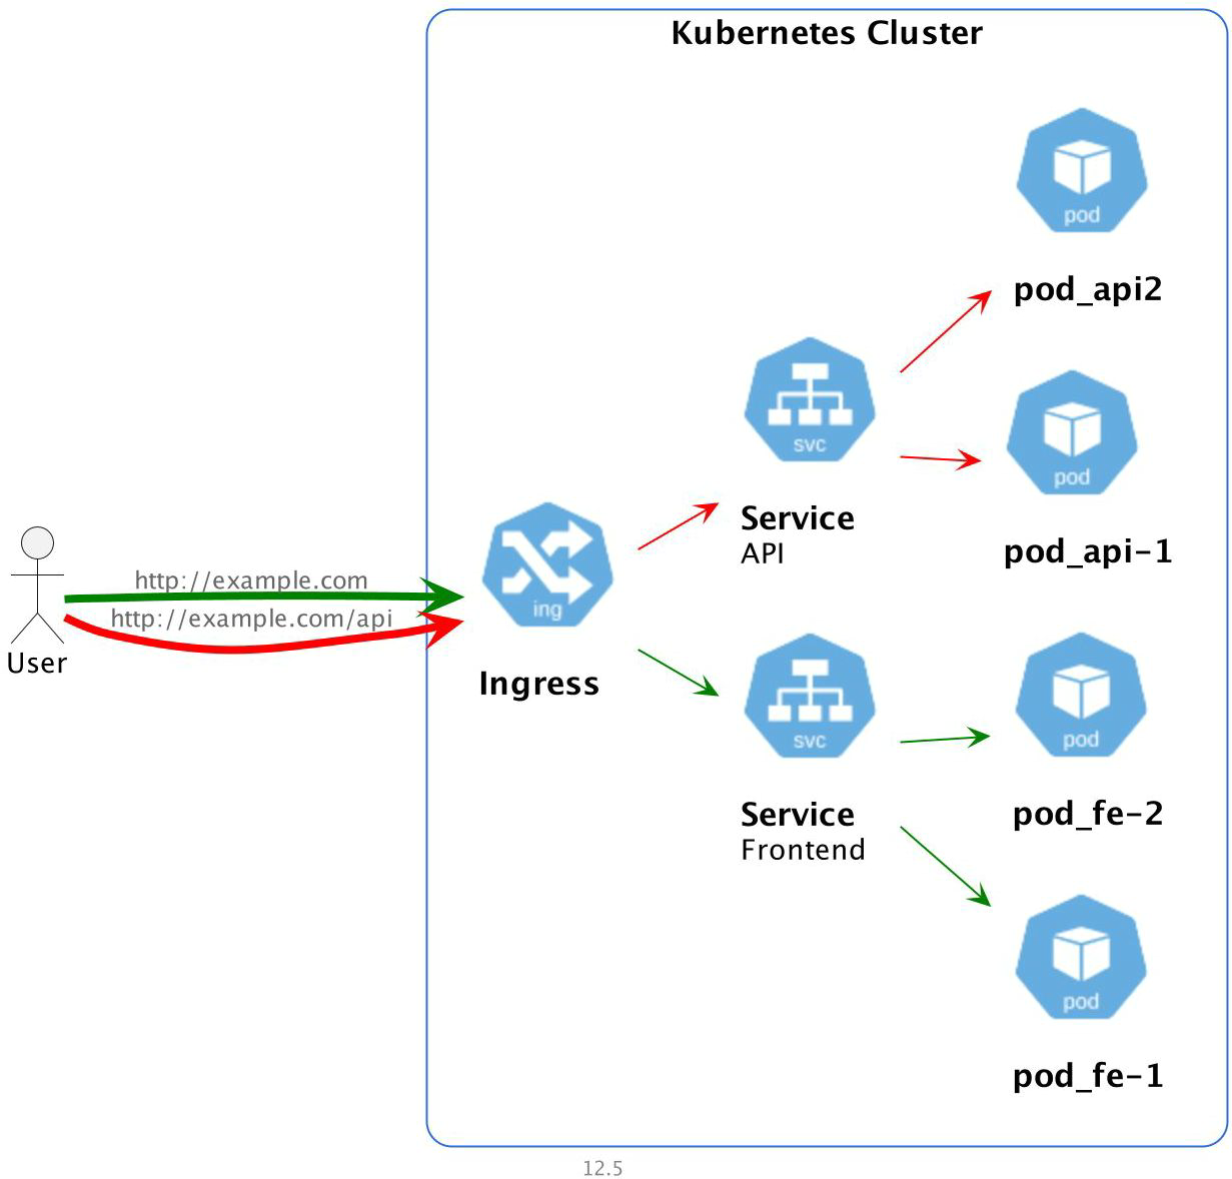 Kubernetes Cluster
pod
pod_api2
svc
Service
API
pod
pod_api-1
http://example.com
http://example.com/api
User
ing
Ingress
svc
Service
Frontend
pod
pod_fe-2
pod
pod_fe-1
12.5